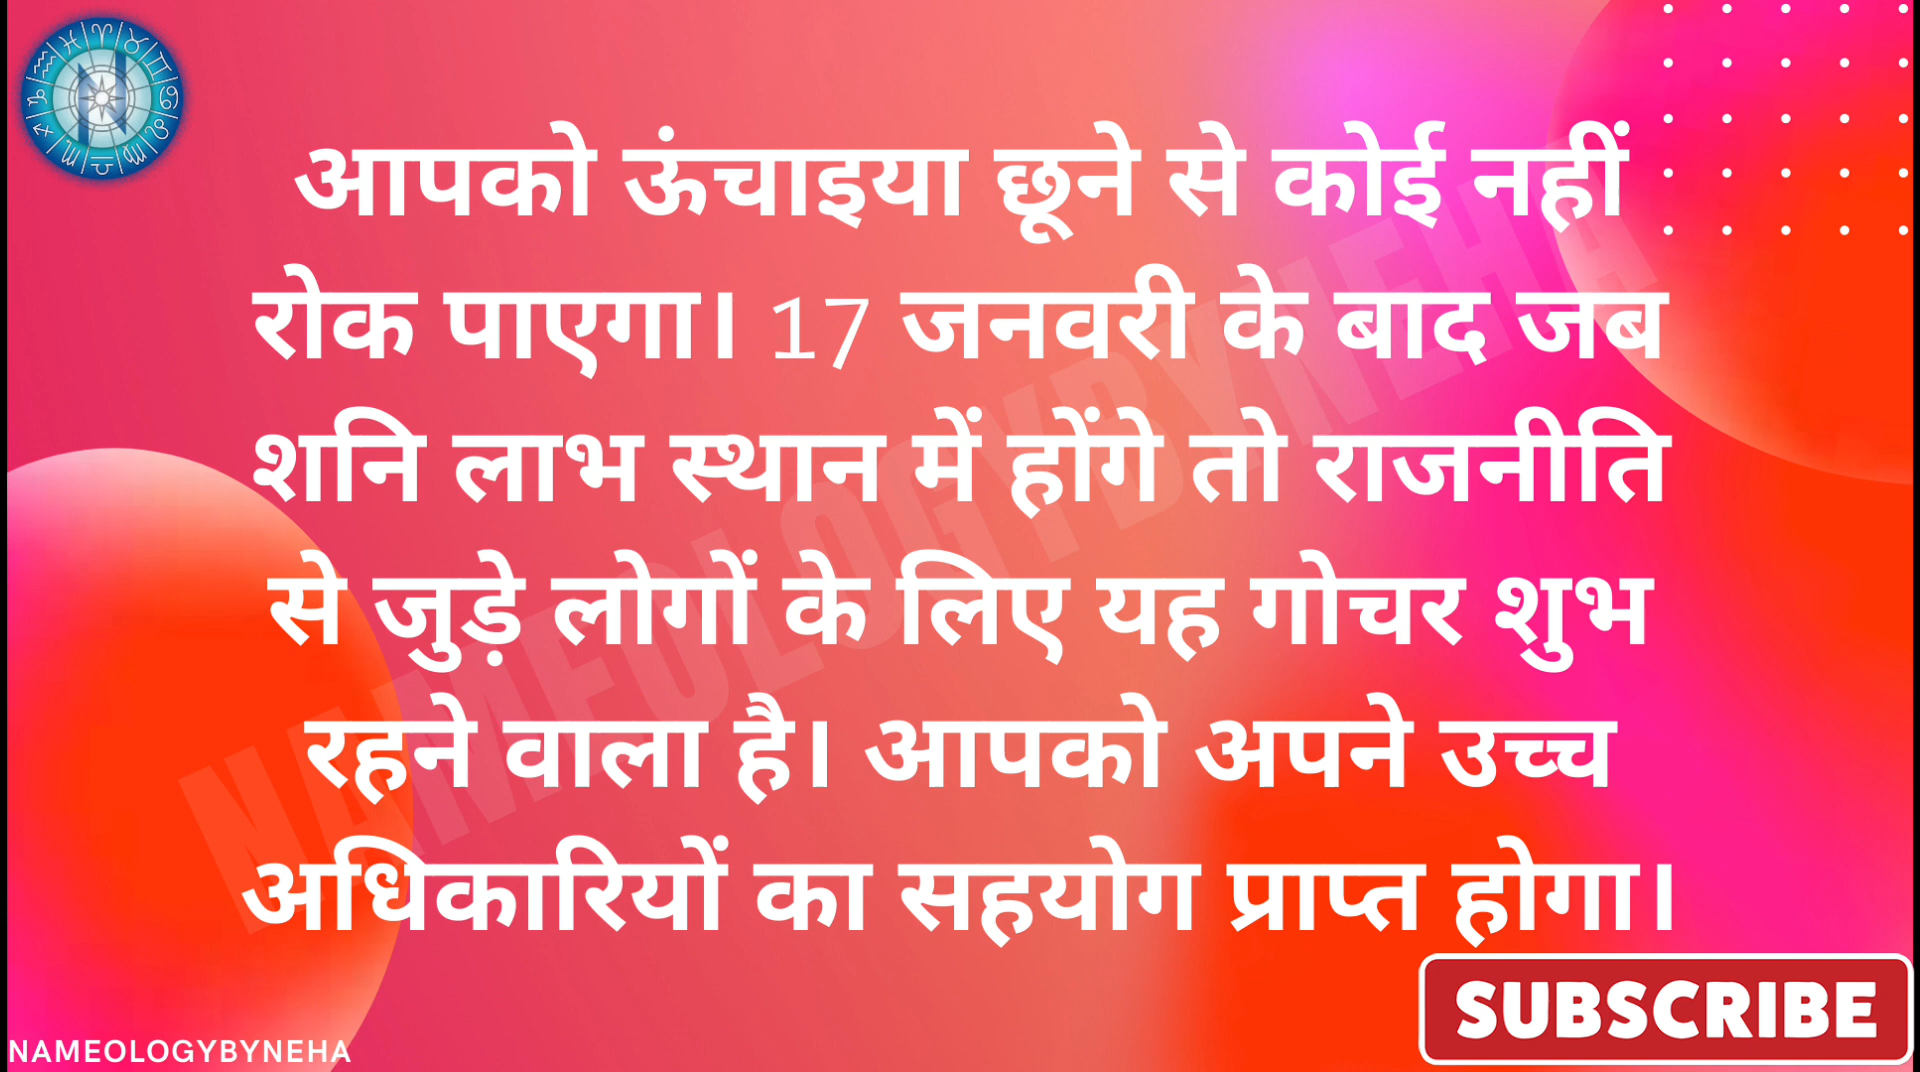 आपको ऊंचाइया छूने से कोई नहीं
रोक पाएगा। 17 जनवरी के बाद जब
शनि लाभ स्थान में होंगे तो राजनीति
से जुड़े लोगों के लिए यह गोचर शुभ
रहने वाला है। आपको अपने उच्च
अधिकारियों का सहयोग प्राप्त होगा।
NAMEOLOGYBYNEHA
SUBSCRIBE
NAMEOLOGYBYNEHA